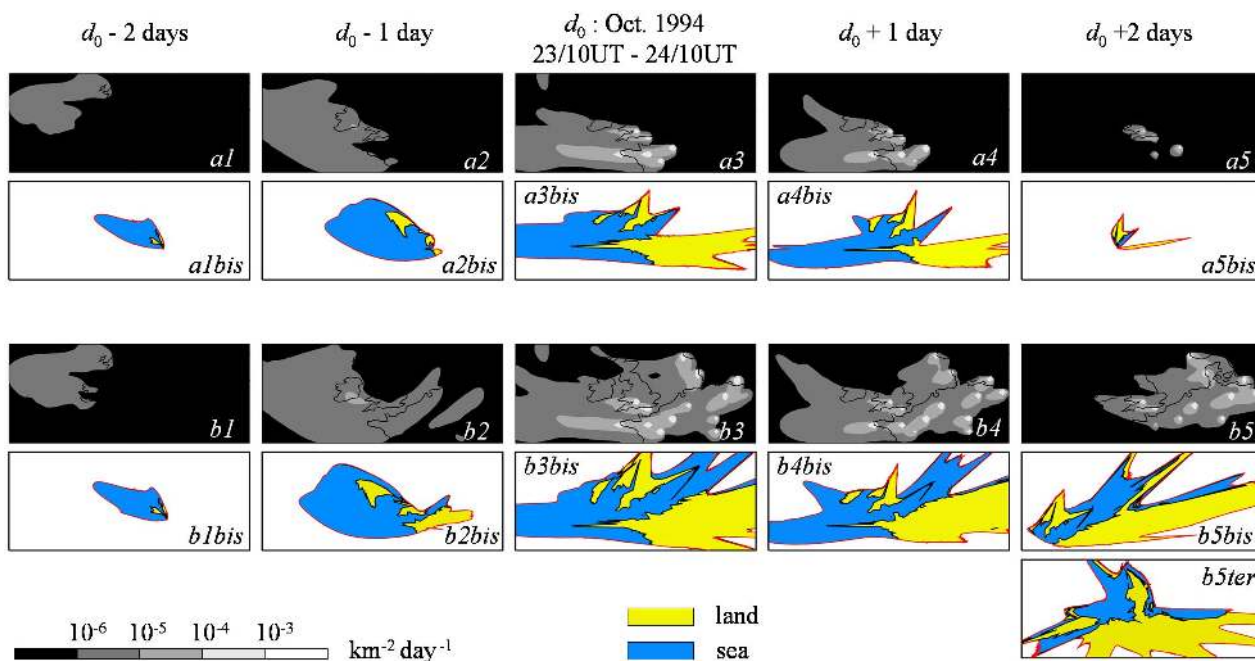 d0 - 2 days
d0 - 1 day
d0 : Oct. 1994
23/10UT - 24/10UT
d0 + 1 day
d0 +2 days
a1
a2
a3
a4
a5
a1bis
a2bis
a3bis
a4bis
a5bis
b1
b2
b3
b4
b5
b1bis
b2bis
b3bis
b4bis
b5bis
b5ter
10-6 10-5 10-4 10-3
km-2 day-1
land
sea